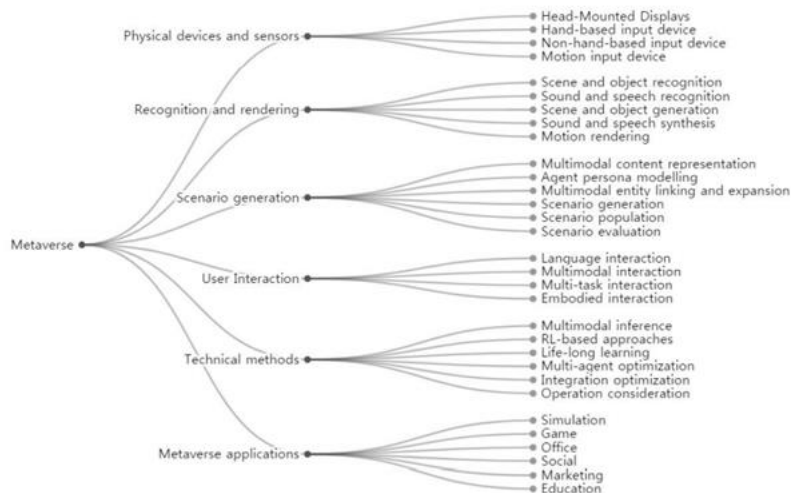 Metaverse
Physical devices and sensors
Head-Mounted Displays
Hand-based input device
Non-hand-based input device
Motion input device
Recognition and rendering
Scene and object recognition
Sound and speech recognition
Scene and object generation
Sound and speech synthesis
Motion rendering
Scenario generation
Multimodal content representation
Agent persona modelling
Multimodal entity linking and expansion
Scenario generation
Scenario population
Scenario evaluation
User Interaction
Language interaction
Multimodal interaction
Multi-task interaction
Embodied interaction
Technical methods
Multimodal inference
RL-based approaches
Life-long learning
Multi-agent optimization
Integration optimization
Operation consideration
Metaverse applications
Simulation
Game
Office
Social
Marketing
Education